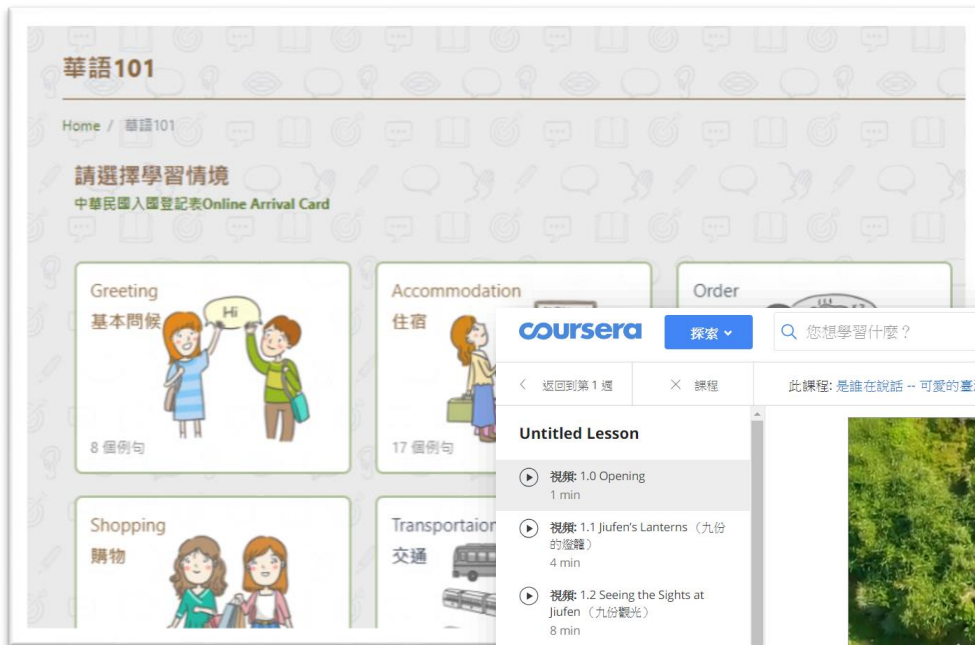 華語101
Home / 華語101
請選擇學習情境
中華民國入國登記表Online Arrival Card
Greeting
基本問候
Hi
8 個例句
Accommodation
住宿
17 個例句
Order
Shopping
購物
Transportaion
交通
coursera
探索
您想學習什麼?
返回到第 1 週
課程
此課程: 是誰在說話 -- 可愛的臺
Untitled Lesson
視頻: 1.0 Opening
1 min
視頻: 1.1 Jiufen's Lanterns (九份
的燈籠)
4 min
視頻: 1.2 Seeing the Sights at
Jiufen (九份觀光)
8 min